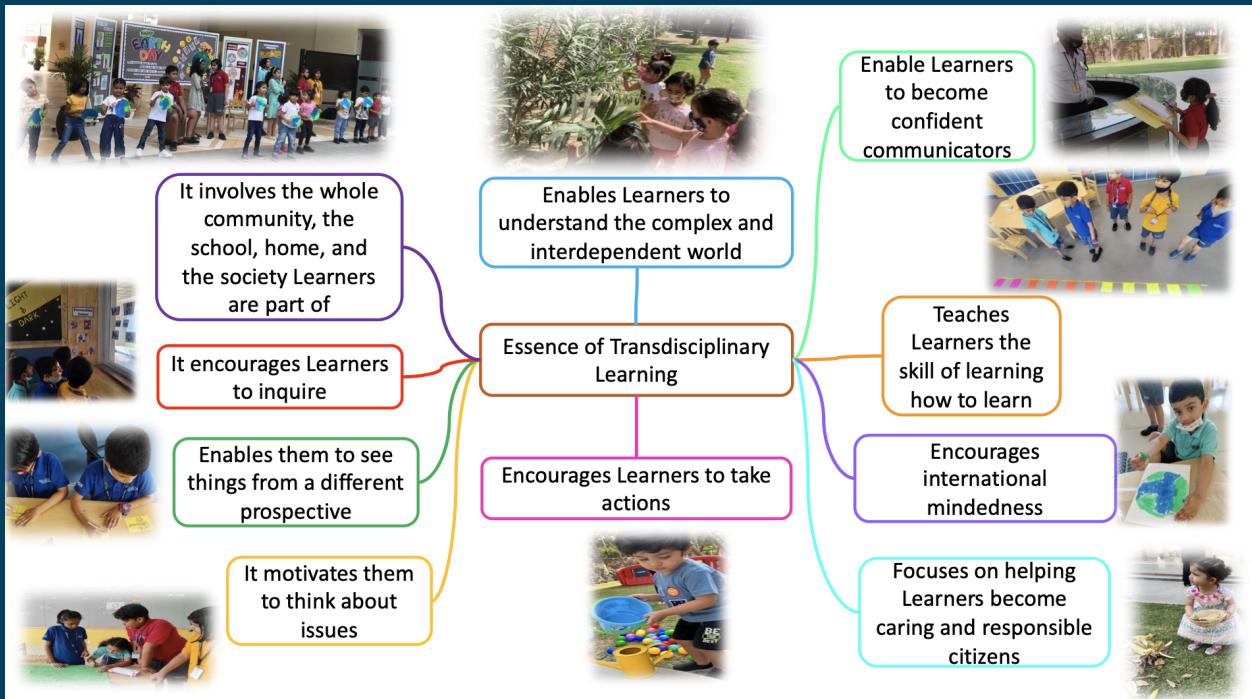 EARTH
DAY
Enable Learners
to become
confident
communicators
It involves the whole
community, the
school, home, and
the society Learners
are part of
Enables Learners to
understand the complex and
interdependent world
LIGHT
&
DARK
Essence of Transdisciplinary
Learning
Teaches
Learners the
skill of learning
how to learn
It encourages Learners
to inquire
Enables them to see
things from a different
prospective
Encourages Learners to take
actions
Encourages
international
mindedness
It motivates them
to think about
issues
Focuses on helping
Learners become
caring and responsible
citizens